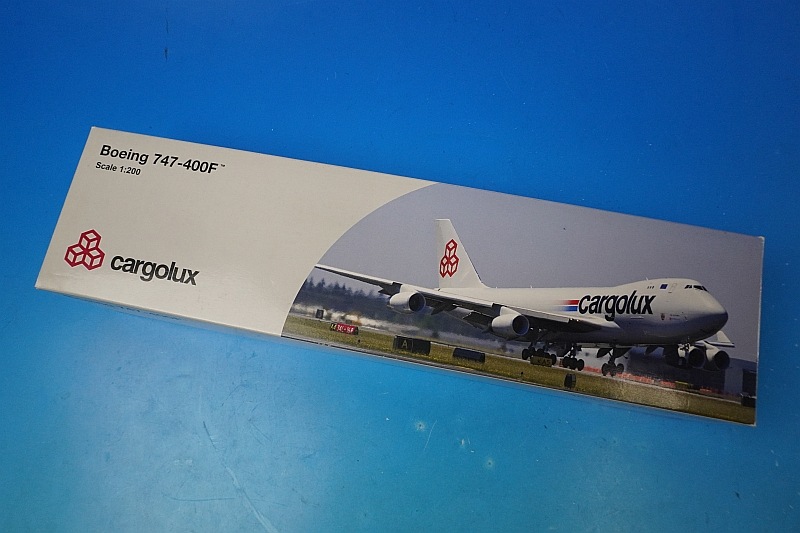 Boeing 747-400F™
Scale 1:200
cargolux
cargolux
A